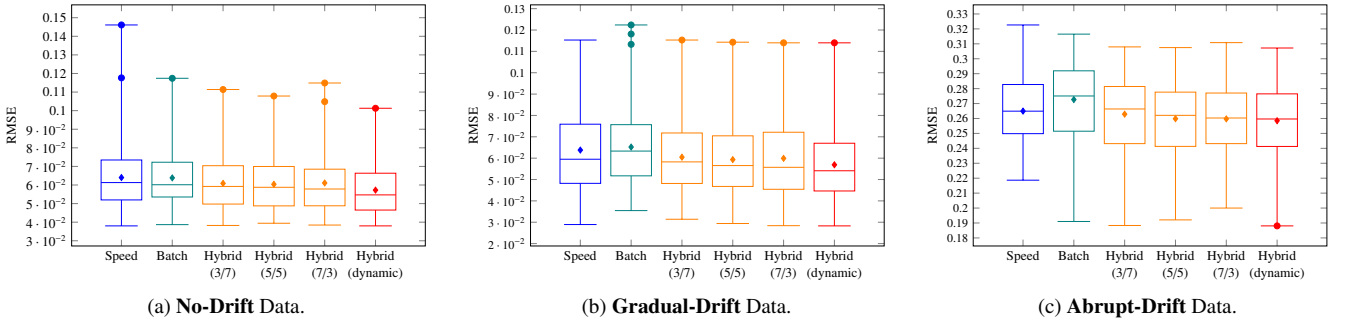 RMSE
0.15
0.14
0.13
0.12
0.11
0.1
9 · 10⁻²
8 · 10⁻²
7 · 10⁻²
6 · 10⁻²
5 · 10⁻²
4 · 10⁻²
3 · 10⁻²
Speed Batch Hybrid Hybrid Hybrid Hybrid
(3/7) (5/5) (7/3) (dynamic)
(a) No-Drift Data.
RMSE
0.13
0.12
0.11
0.1
9 · 10⁻²
8 · 10⁻²
7 · 10⁻²
6 · 10⁻²
5 · 10⁻²
4 · 10⁻²
3 · 10⁻²
2 · 10⁻²
Speed Batch Hybrid Hybrid Hybrid Hybrid
(3/7) (5/5) (7/3) (dynamic)
(b) Gradual-Drift Data.
RMSE
0.33
0.32
0.31
0.3
0.29
0.28
0.27
0.26
0.25
0.24
0.23
0.22
0.21
0.2
0.19
0.18
Speed Batch Hybrid Hybrid Hybrid Hybrid
(3/7) (5/5) (7/3) (dynamic)
(c) Abrupt-Drift Data.